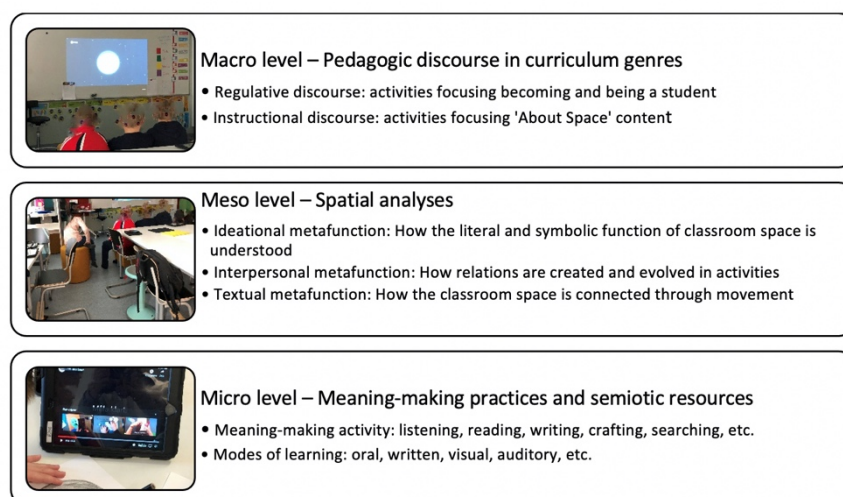 Macro level – Pedagogic discourse in curriculum genres
• Regulative discourse: activities focusing becoming and being a student
• Instructional discourse: activities focusing 'About Space' content
Meso level – Spatial analyses
• Ideational metafunction: How the literal and symbolic function of classroom space is
understood
• Interpersonal metafunction: How relations are created and evolved in activities
• Textual metafunction: How the classroom space is connected through movement
Micro level – Meaning-making practices and semiotic resources
• Meaning-making activity: listening, reading, writing, crafting, searching, etc.
• Modes of learning: oral, written, visual, auditory, etc.